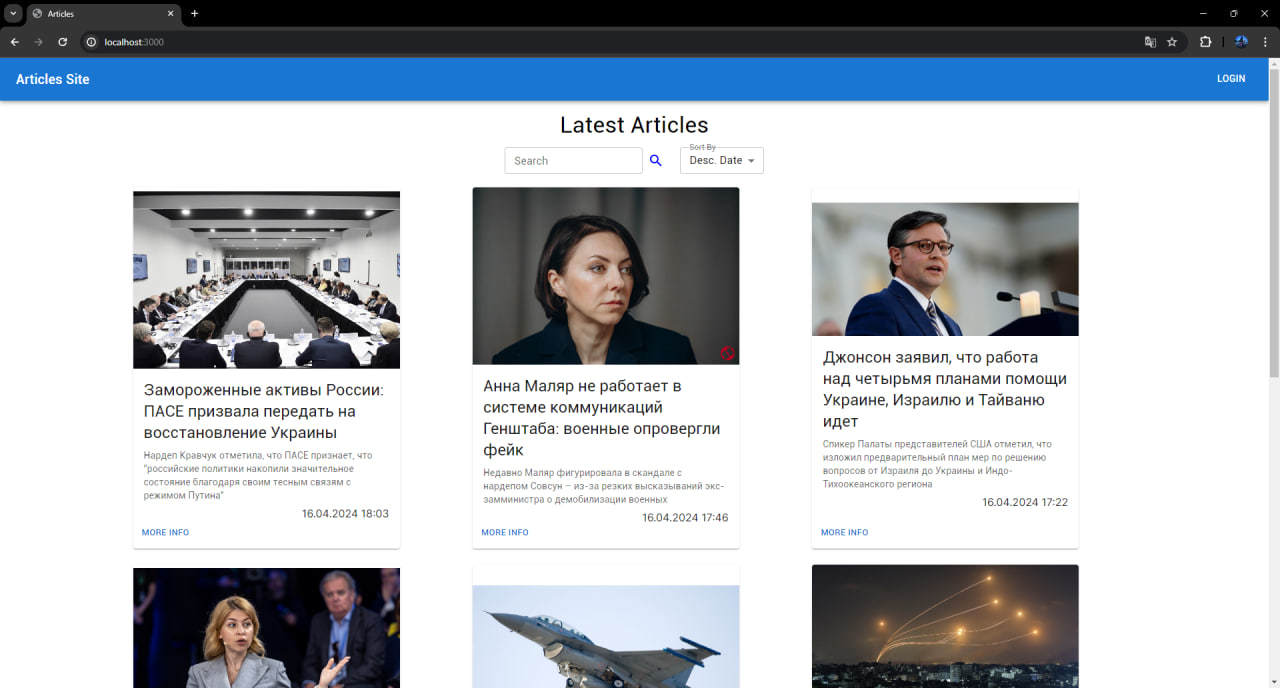 Articles
localhost:3000
Articles Site
LOGIN
Latest Articles
Search
Sort By
Desc. Date
Замороженные активы России:
ПАСЕ призвала передать на
восстановление Украины
Нардеп Кравчук отметила, что ПАСЕ признает, что
"российские политики накопили значительное
состояние благодаря своим тесным связям с
режимом Путина"
16.04.2024 18:03
MORE INFO
Анна Маляр не работает в
системе коммуникаций
Генштаба: военные опровергли
фейк
Недавно Маляр фигурировала в скандале с
нардепом Совсун – из-за резких высказываний экс-
замминистра о демобилизации военных
16.04.2024 17:46
MORE INFO
Джонсон заявил, что работа
над четырьмя планами помощи
Украине, Израилю и Тайваню
идет
Спикер Палаты представителей США отметил, что
изложил предварительный план мер по решению
вопросов от Израиля до Украины и Индо-
Тихоокеанского региона
16.04.2024 17:22
MORE INFO